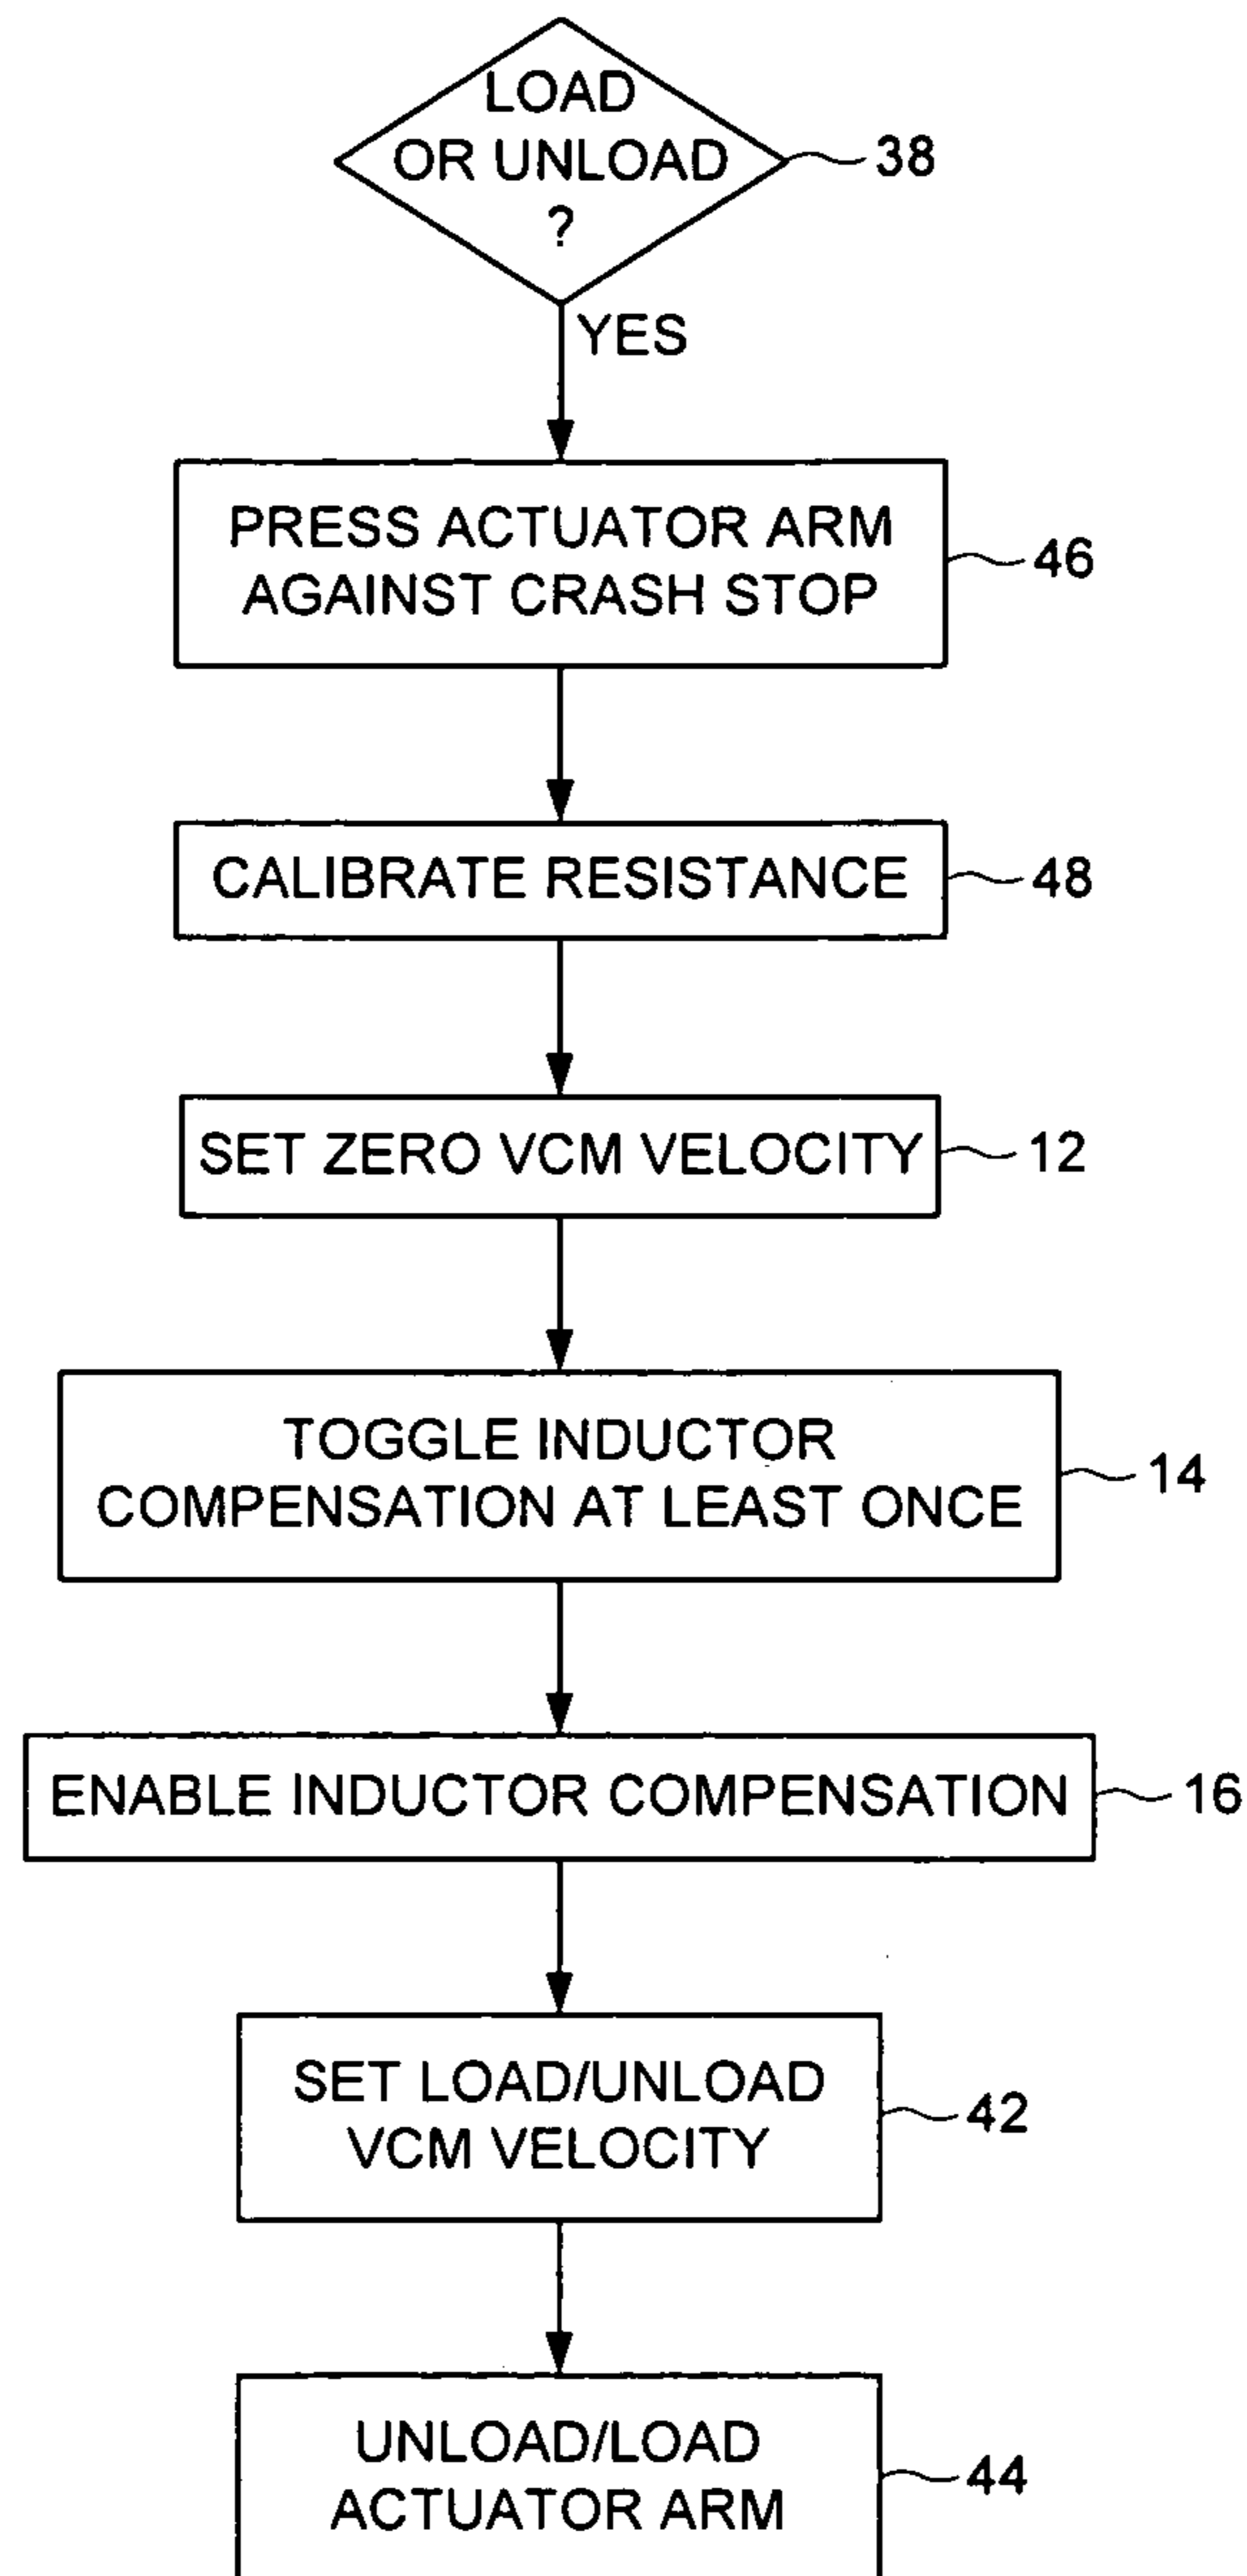 LOAD
OR UNLOAD
?
38
YES
PRESS ACTUATOR ARM
AGAINST CRASH STOP
46
CALIBRATE RESISTANCE
48
SET ZERO VCM VELOCITY
12
TOGGLE INDUCTOR
COMPENSATION AT LEAST ONCE
14
ENABLE INDUCTOR COMPENSATION
16
SET LOAD/UNLOAD
VCM VELOCITY
42
UNLOAD/LOAD
ACTUATOR ARM
44